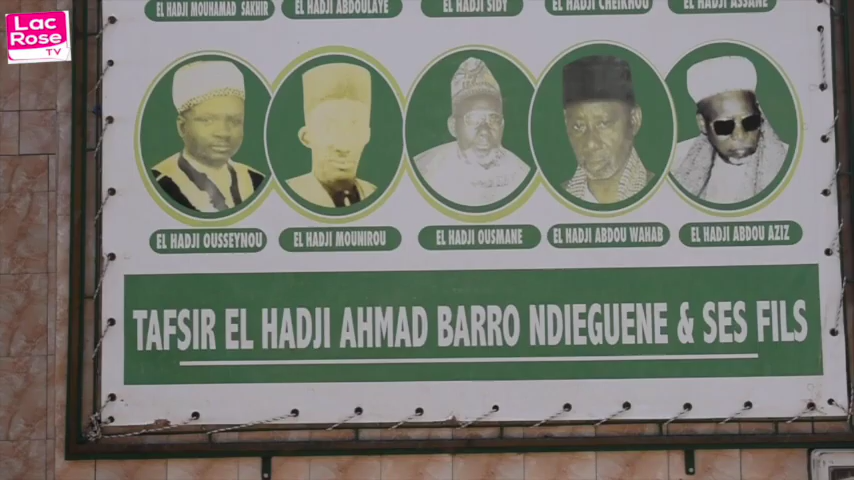 Lac
Rose
TV
EL HADJI MOUHAMAD SAKHIR
EL HADJI ABDOULAYE
EL HADJI SIDY
EL HADJI CHEIKHOU
EL HADJI ASSANE
EL HADJI OUSSEYNOU
EL HADJI MOUNIROU
EL HADJI OUSMANE
EL HADJI ABDOU WAHAB
EL HADJI ABDOU AZIZ
TAFSIR EL HADJI AHMAD BARRO NDIEGUENE & SES FILS